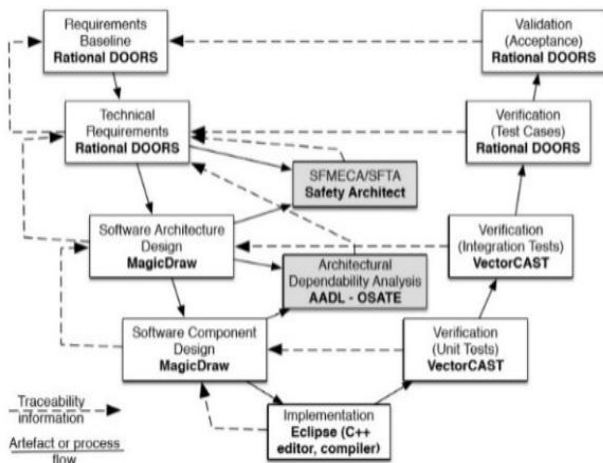 Requirements
Baseline
Rational DOORS
Validation
(Acceptance)
Rational DOORS
Technical
Requirements
Rational DOORS
Verification
(Test Cases)
Rational DOORS
SFMECA/SFTA
Safety Architect
Software Architecture
Design
MagicDraw
Verification
(Integration Tests)
VectorCAST
Architectural
Dependability Analysis
AADL - OSATE
Software Component
Design
MagicDraw
Verification
(Unit Tests)
VectorCAST
Implementation
Eclipse (C++
editor, compiler)
Traceability
information
Artefact or process
flow